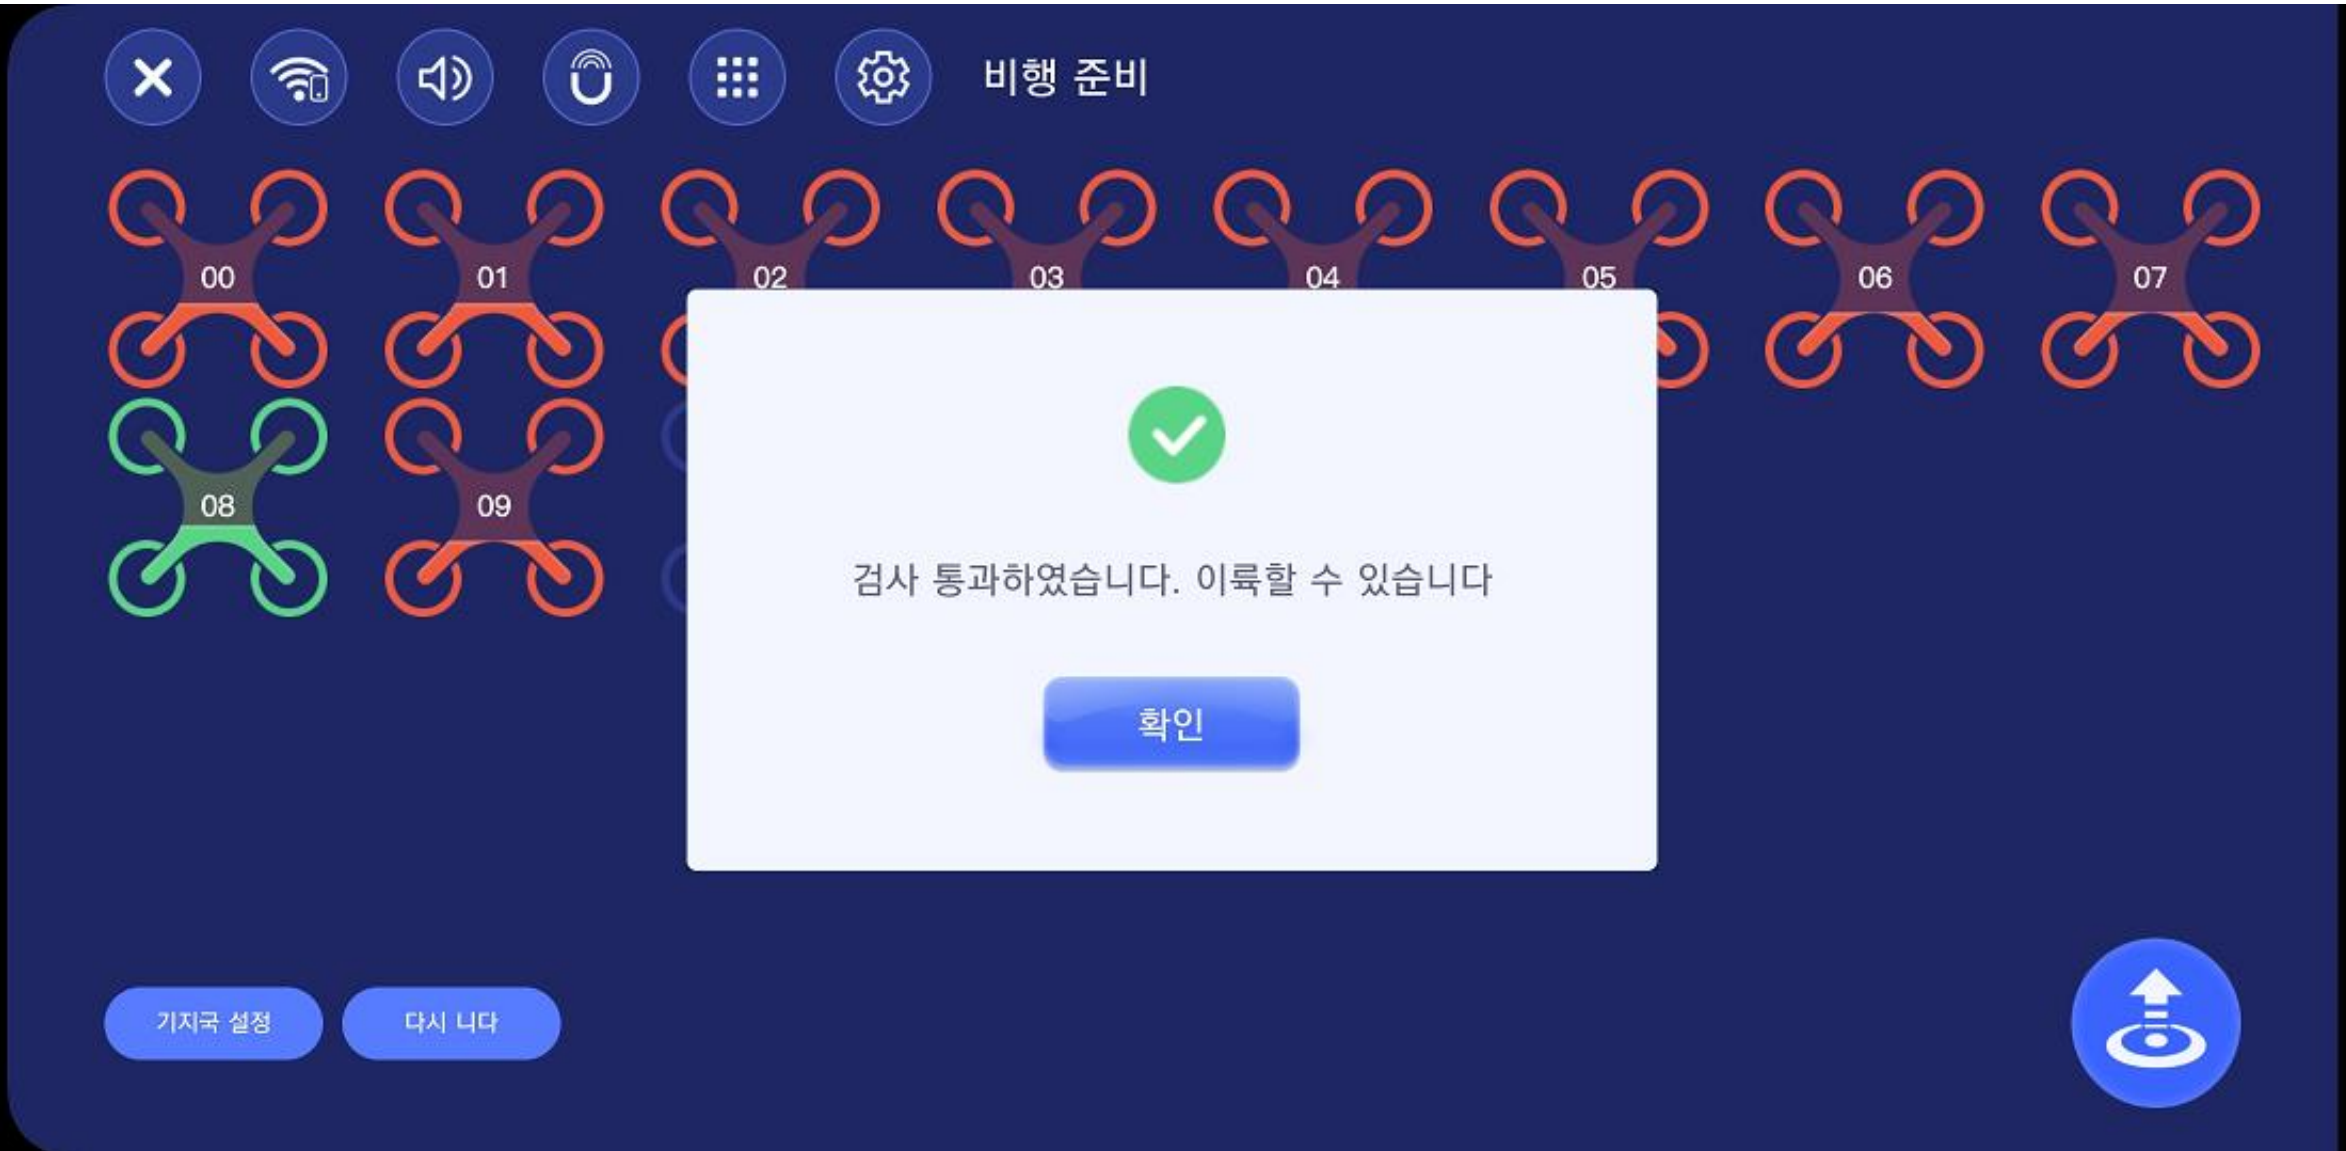 비행 준비
00 01 02 03 04 05 06 07
08 09
검사 통과하였습니다. 이륙할 수 있습니다
확인
기지국 설정 다시 니다